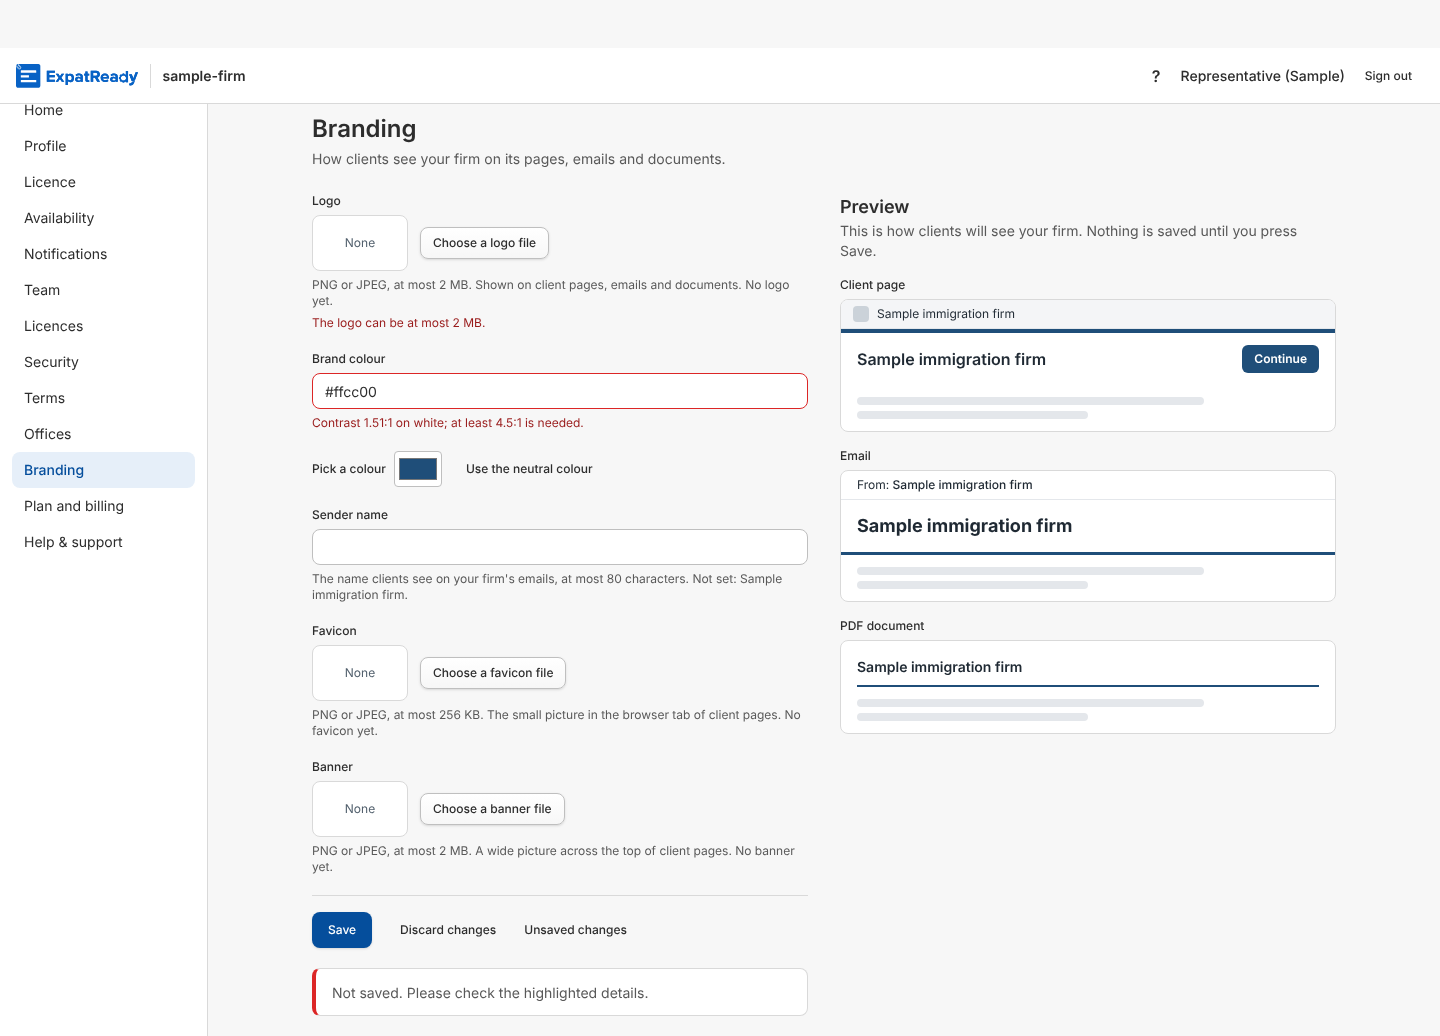 ExpatReady
sample-firm
?
Representative (Sample)
Sign out
Home
Profile
Licence
Availability
Notifications
Team
Licences
Security
Terms
Offices
Branding
Plan and billing
Help & support
Branding
How clients see your firm on its pages, emails and documents.
Logo
None
Choose a logo file
PNG or JPEG, at most 2 MB. Shown on client pages, emails and documents. No logo
yet.
The logo can be at most 2 MB.
Brand colour
#ffcc00
Contrast 1.51:1 on white; at least 4.5:1 is needed.
Pick a colour
Use the neutral colour
Sender name
The name clients see on your firm's emails, at most 80 characters. Not set: Sample
immigration firm.
Favicon
None
Choose a favicon file
PNG or JPEG, at most 256 KB. The small picture in the browser tab of client pages. No
favicon yet.
Banner
None
Choose a banner file
PNG or JPEG, at most 2 MB. A wide picture across the top of client pages. No banner
yet.
Save
Discard changes
Unsaved changes
Not saved. Please check the highlighted details.
Preview
This is how clients will see your firm. Nothing is saved until you press
Save.
Client page
Sample immigration firm
Sample immigration firm
Continue
Email
From: Sample immigration firm
Sample immigration firm
PDF document
Sample immigration firm